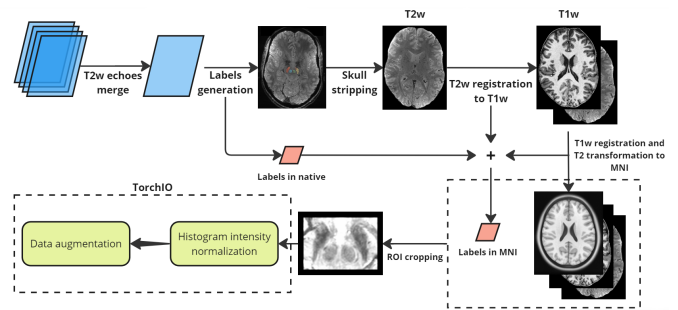 T2w
T1w
T2w echoes
merge
Labels
generation
Skull
stripping
T2w registration
to T1w
T1w registration and
T2 transformation to
MNI
+
Labels in native
TorchIO
Data augmentation
Histogram intensity
normalization
ROI cropping
Labels in MNI